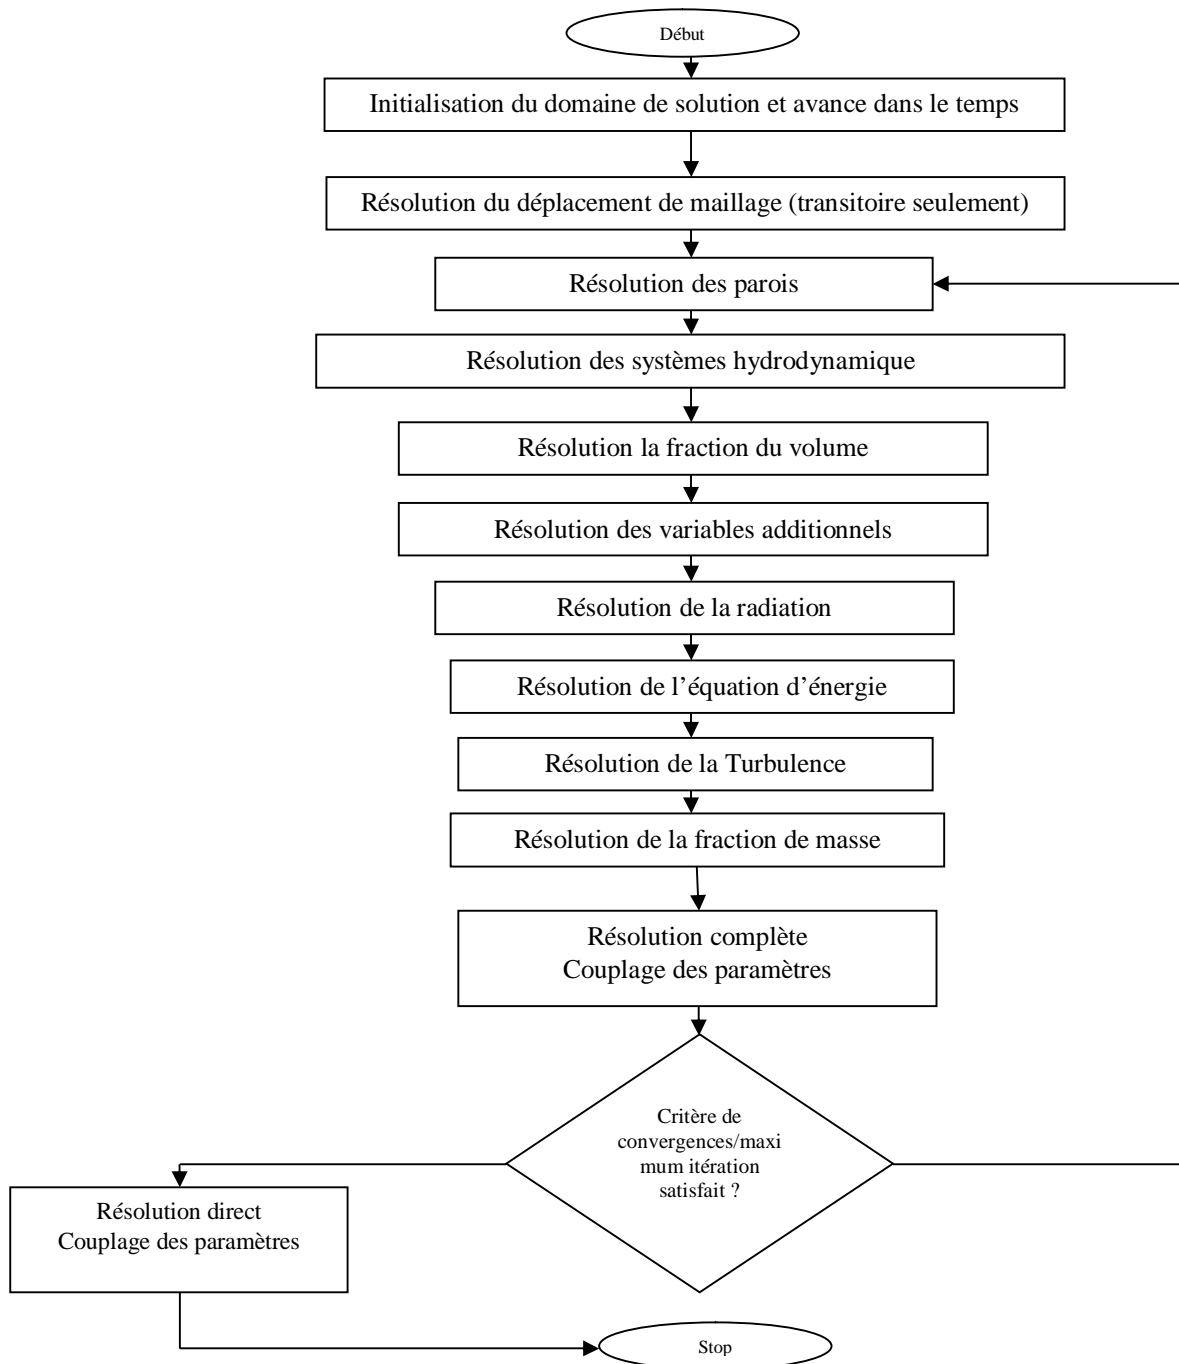 Début
Initialisation du domaine de solution et avance dans le temps
Résolution du déplacement de maillage (transitoire seulement)
Résolution des parois
Résolution des systèmes hydrodynamique
Résolution la fraction du volume
Résolution des variables additionnels
Résolution de la radiation
Résolution de l’équation d’énergie
Résolution de la Turbulence
Résolution de la fraction de masse
Résolution complète
Couplage des paramètres
Critère de
convergences/maxi
mum itération
satisfait ?
Résolution direct
Couplage des paramètres
Stop